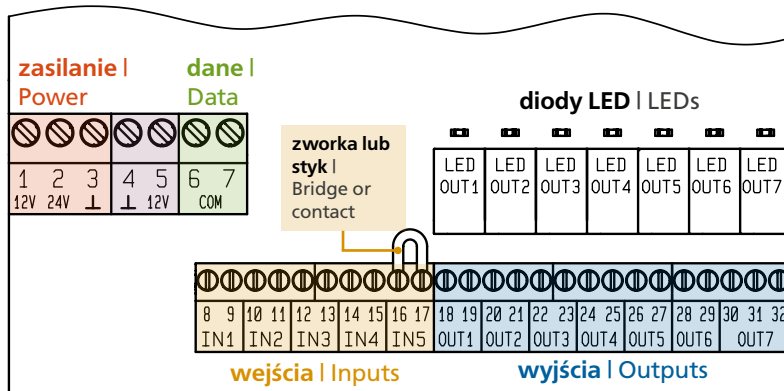 zasilanie |
Power
dane |
Data
diody LED | LEDs
zworka lub
styk |
Bridge or
contact
LED OUT1
LED OUT2
LED OUT3
LED OUT4
LED OUT5
LED OUT6
LED OUT7
1 2 3 4 5 6 7
12V 24V ⊥ ⊥ 12V COM
8 9 10 11 12 13 14 15 16 17 18 19 20 21 22 23 24 25 26 27 28 29 30 31 32
IN1 IN2 IN3 IN4 IN5 OUT1 OUT2 OUT3 OUT4 OUT5 OUT6 OUT7
wejścia | Inputs
wyjścia | Outputs